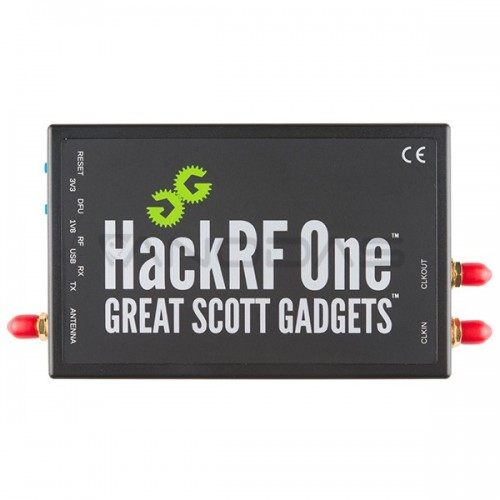 RESET
3V3 DFU
1V8 RF RX
USB TX
ANTENNA
CE
HackRF One™
GREAT SCOTT GADGETS™
CLKOUT
CLKIN